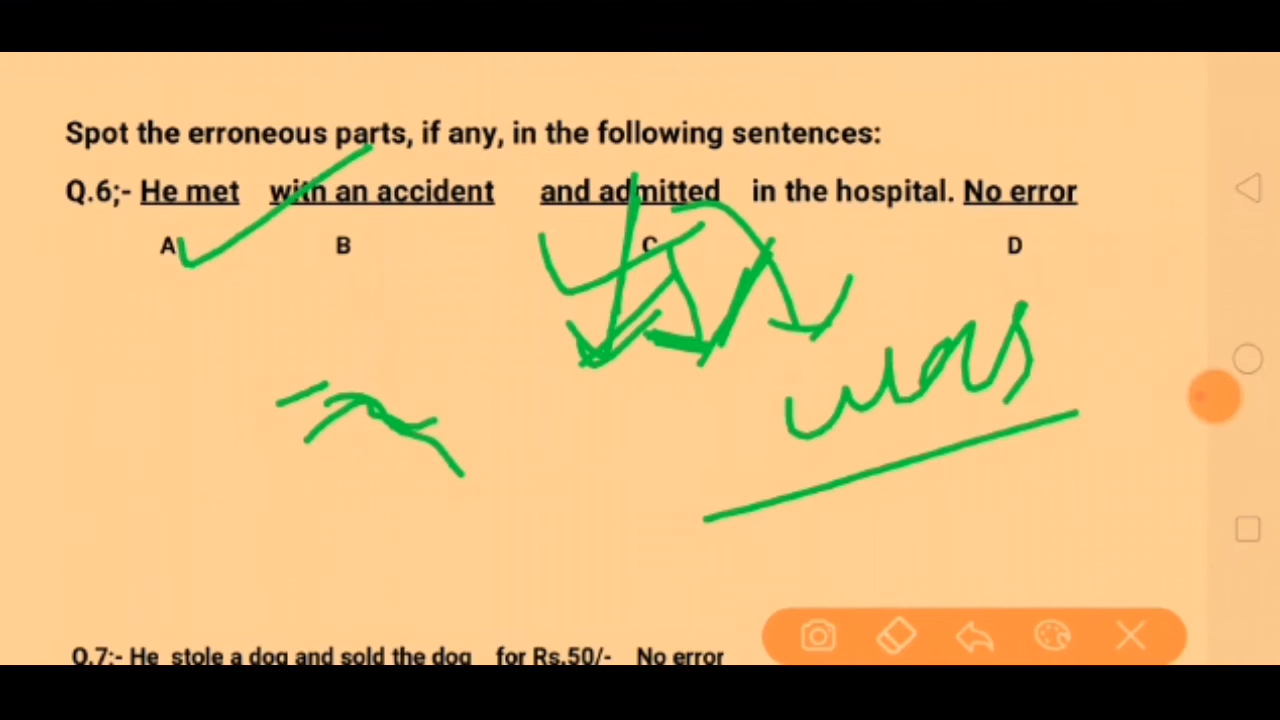 Spot the erroneous parts, if any, in the following sentences:
Q.6;- He met with an accident and admitted in the hospital. No error
A B C D
was
Q.7:- He stole a dog and sold the dog for Rs.50/- No error